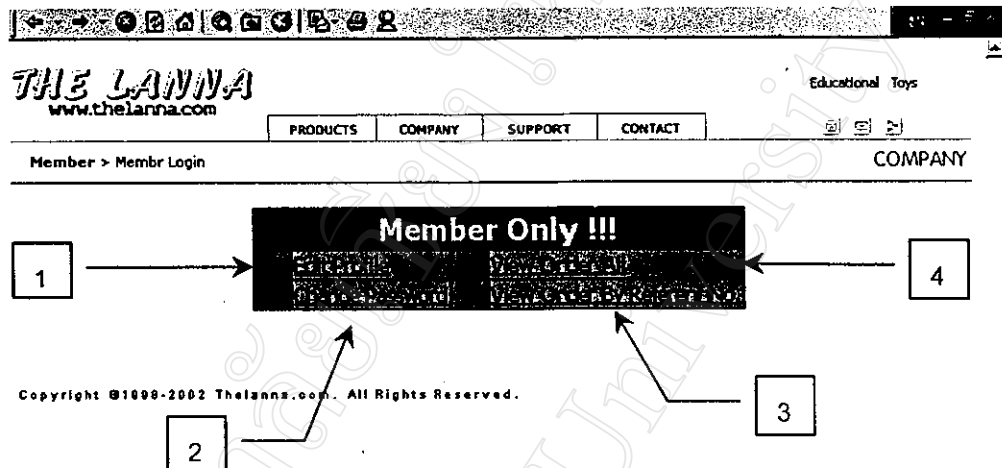 THE LANNA
www.thelanna.com
Educational Toys
PRODUCTS COMPANY SUPPORT CONTACT
Member > Membr Login
COMPANY
Member Only !!!
1
4
Copyright ©1998-2002 Thelanna.com. All Rights Reserved.
3
2